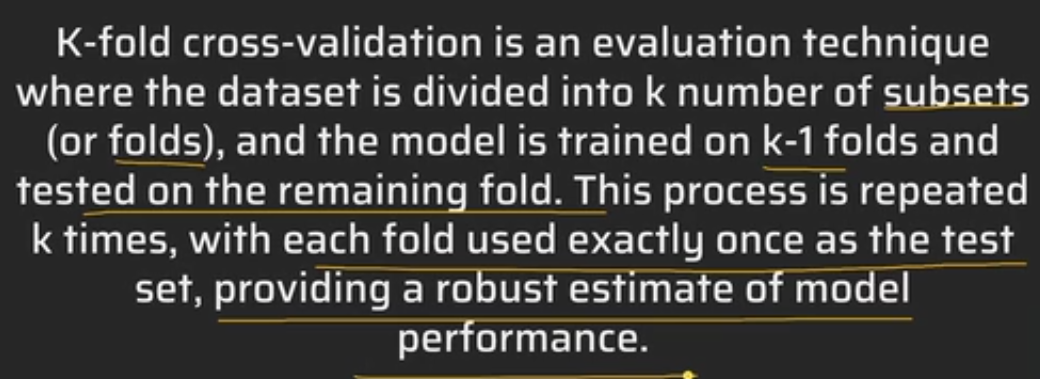 K-fold cross-validation is an evaluation technique
where the dataset is divided into k number of subsets
(or folds), and the model is trained on k-1 folds and
tested on the remaining fold. This process is repeated
k times, with each fold used exactly once as the test
set, providing a robust estimate of model
performance.